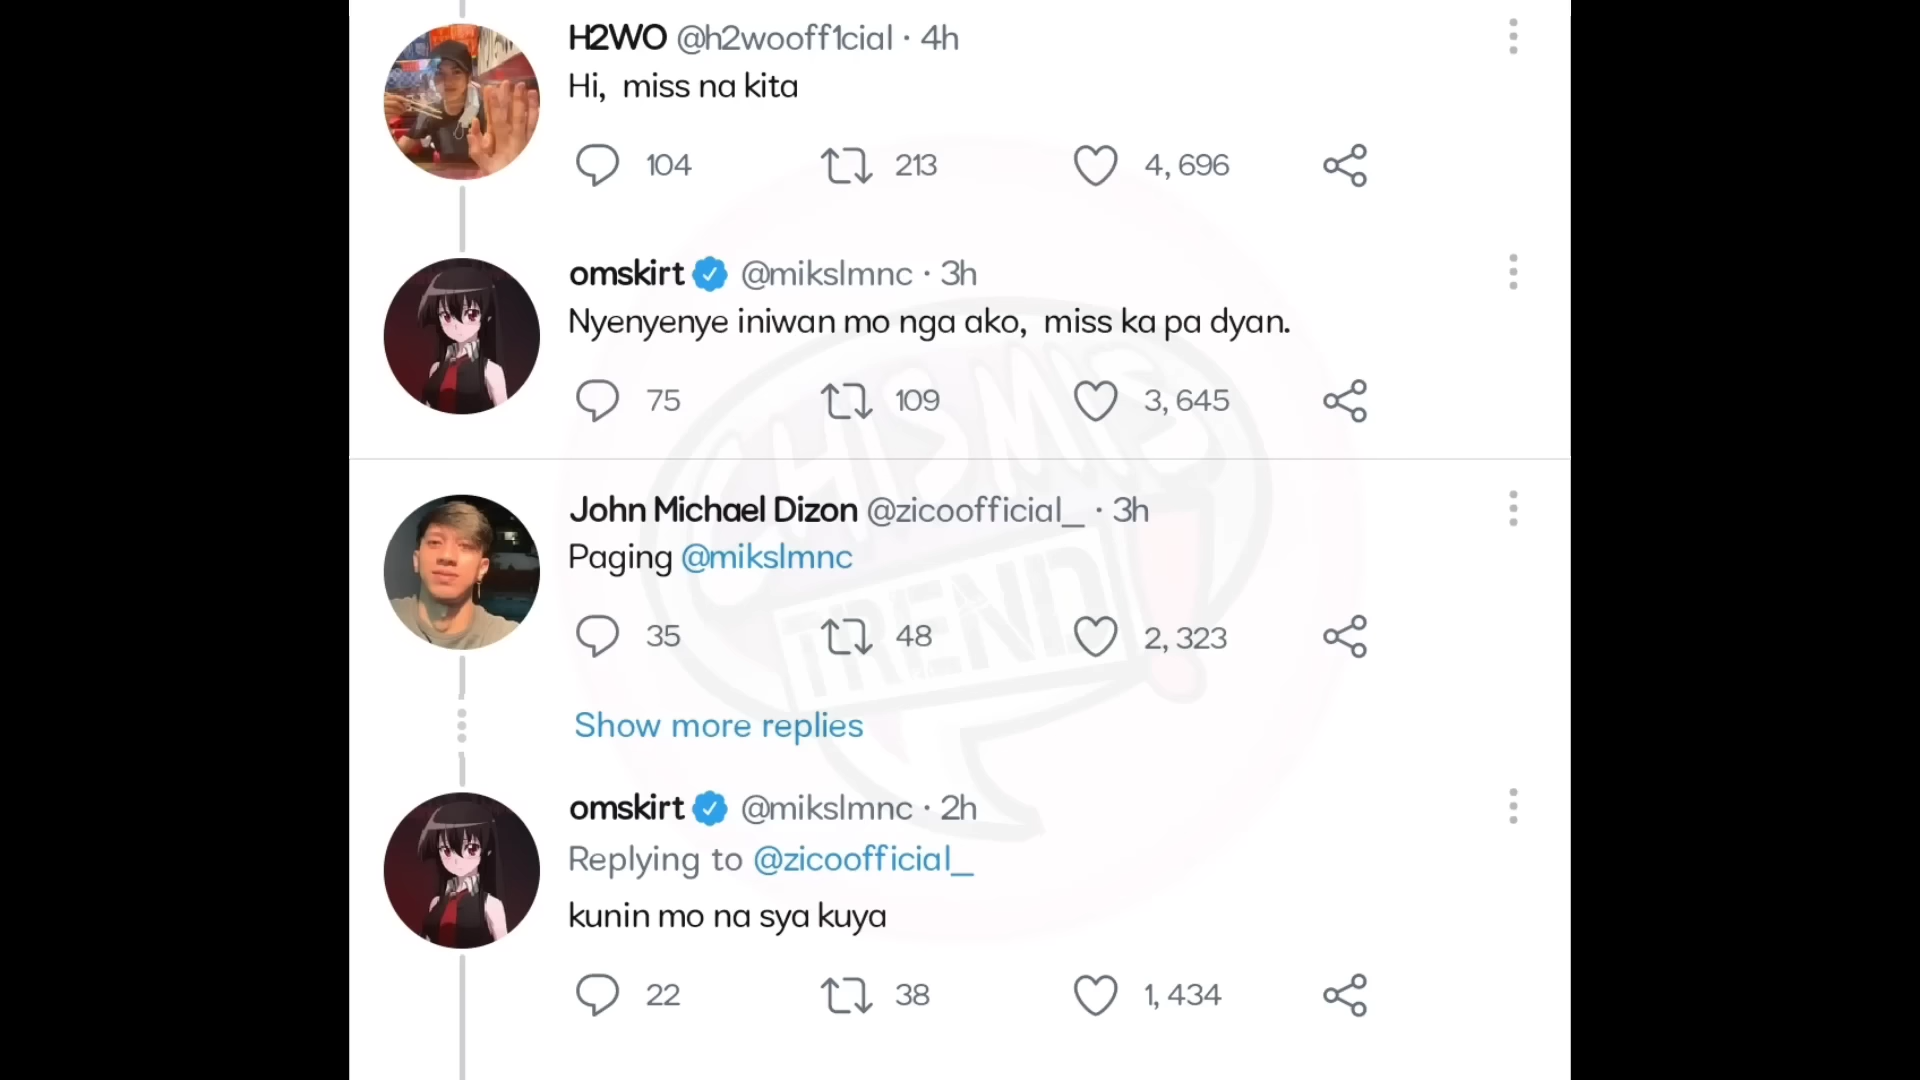 H2WO @h2wooff1cial · 4h
Hi, miss na kita
104 213 4, 696
omskirt @mikslmnc · 3h
Nyenyenye iniwan mo nga ako, miss ka pa dyan.
75 109 3, 645
John Michael Dizon @zicoofficial_ · 3h
Paging @mikslmnc
35 48 2, 323
Show more replies
omskirt @mikslmnc · 2h
Replying to @zicoofficial_
kunin mo na sya kuya
22 38 1, 434
CHISMIS
TREND